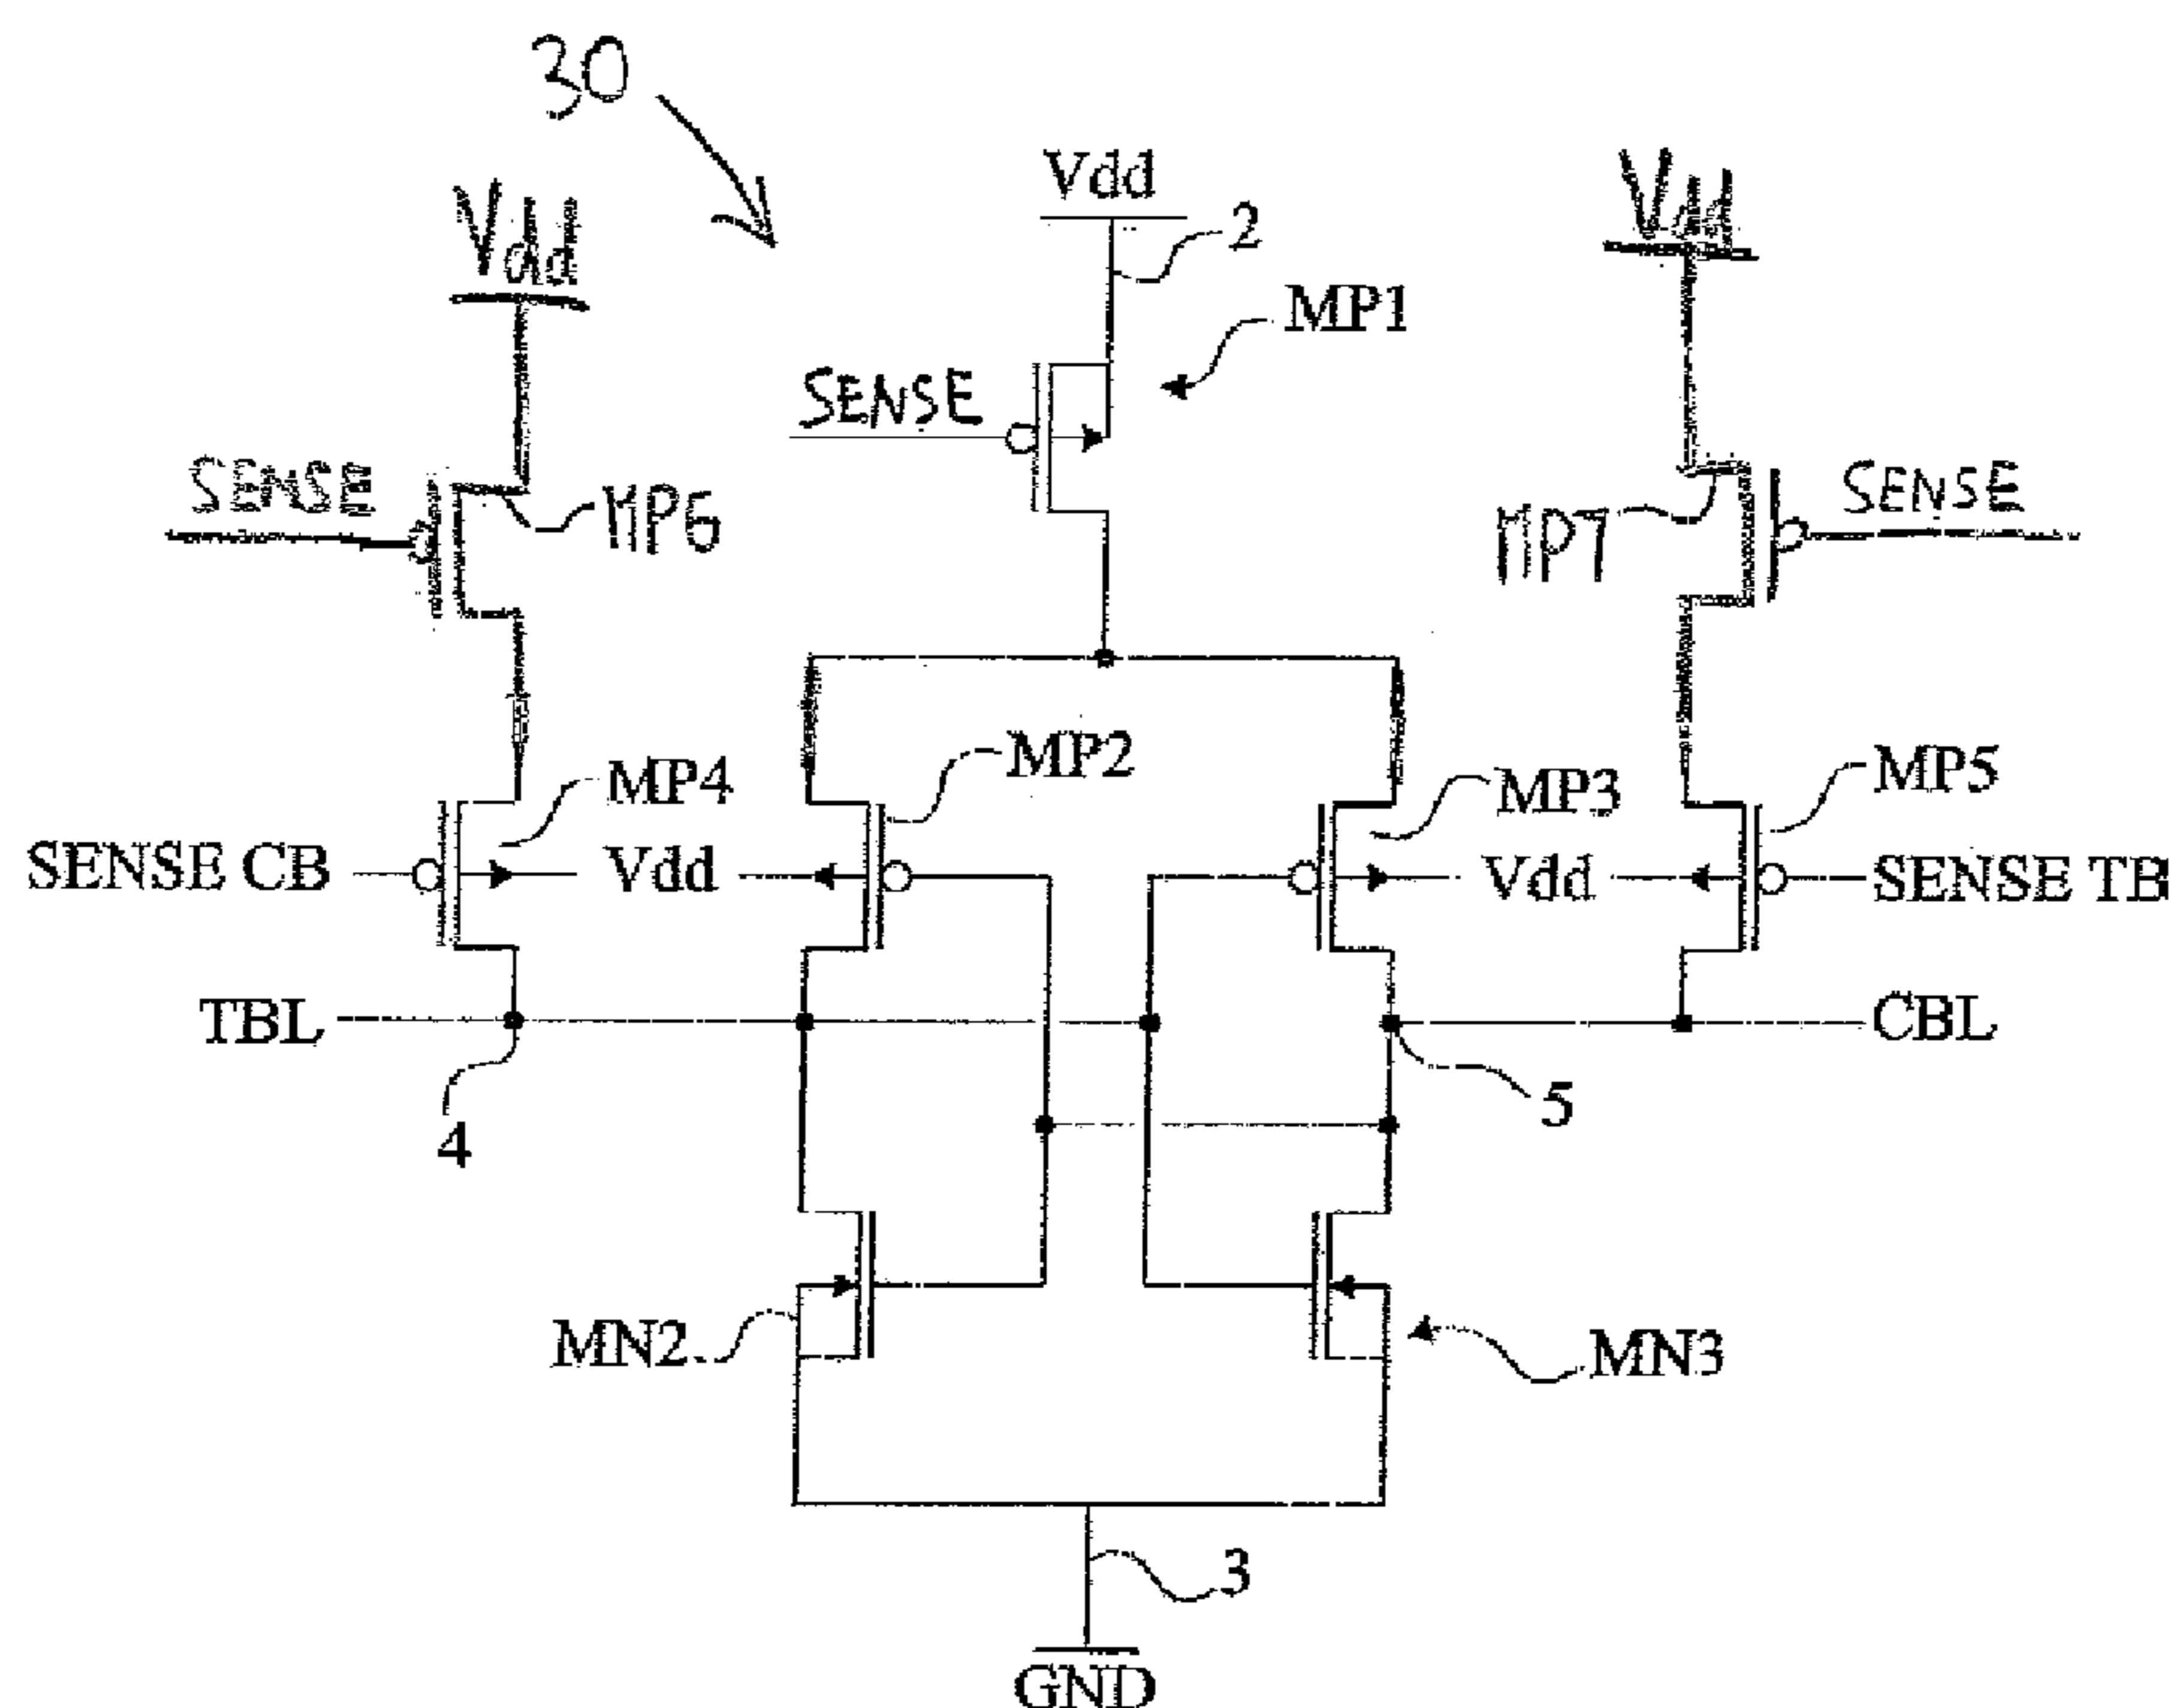 30
Vdd
Vdd
Vdd
2
MP1
SENSE
SENSE
MP6
MP7
SENSE
MP4
MP2
MP3
MP5
SENSE CB
Vdd
Vdd
SENSE TB
TBL
CBL
4
5
MN2
MN3
3
GND